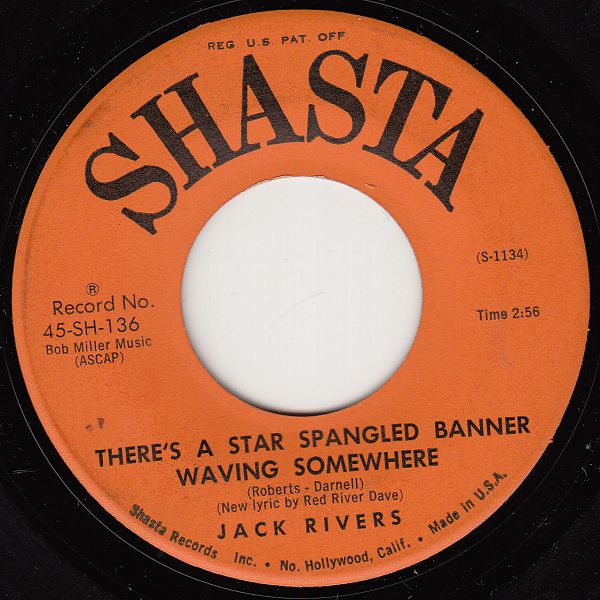 REG U.S. PAT. OFF
SHASTA
(S-1134)
®
Record No.
45-SH-136
Bob Miller Music
(ASCAP)
Time 2:56
THERE'S A STAR SPANGLED BANNER
WAVING SOMEWHERE
(Roberts - Darnell)
(New lyric by Red River Dave)
JACK RIVERS
Shasta Records Inc. • No. Hollywood, Calif. • Made in U.S.A.